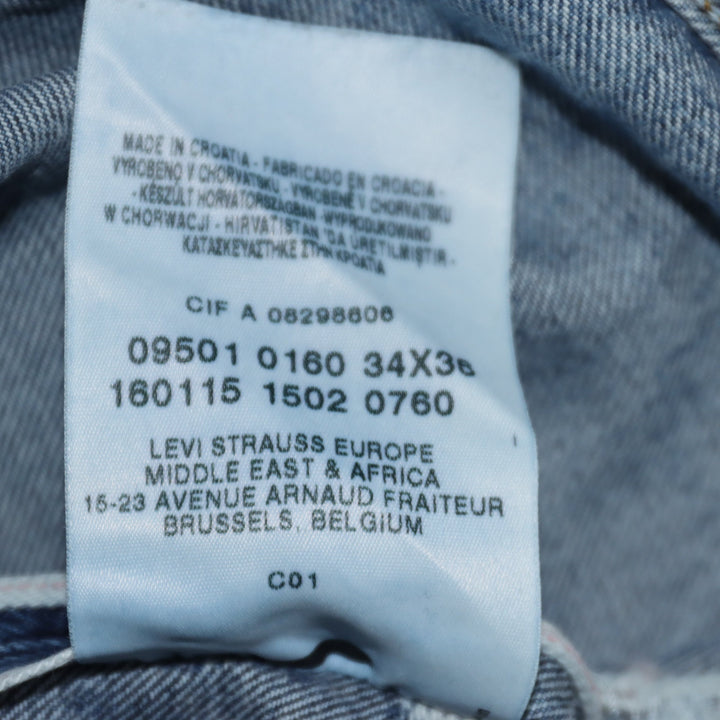 MADE IN CROATIA - FABRICADO EN CROACIA -
VYROBENO V CHORVATSKU - VYROBENÉ V CHORVATSKU
- KÉSZÜLT HORVÁTORSZÁGBAN - WYPRODUKOWANO
W CHORWACJI - HIRVATISTAN 'DA ÜRETILMIŞTIR -
ΚΑΤΑΣΚΕΥΑΣΤΗΚΕ ΣΤΗΝ ΚΡΟΑΤΙΑ
CIF A 08298606
09501 0160 34X36
160115 1502 0760
LEVI STRAUSS EUROPE
MIDDLE EAST & AFRICA
15-23 AVENUE ARNAUD FRAITEUR
BRUSSELS, BELGIUM
C01